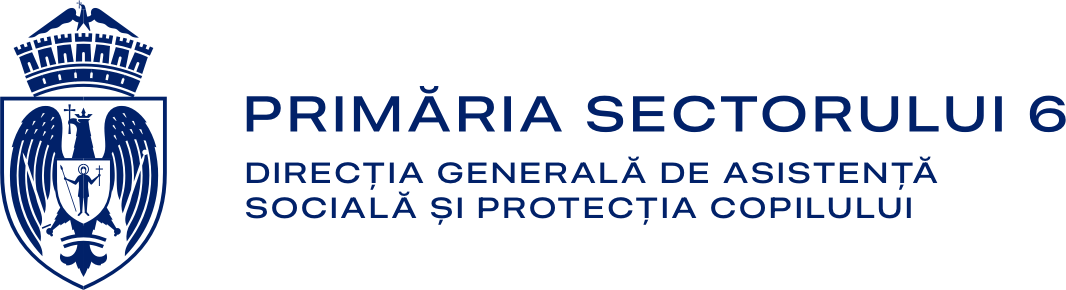 PRIMĂRIA SECTORULUI 6
DIRECȚIA GENERALĂ DE ASISTENȚĂ
SOCIALĂ ȘI PROTECȚIA COPILULUI